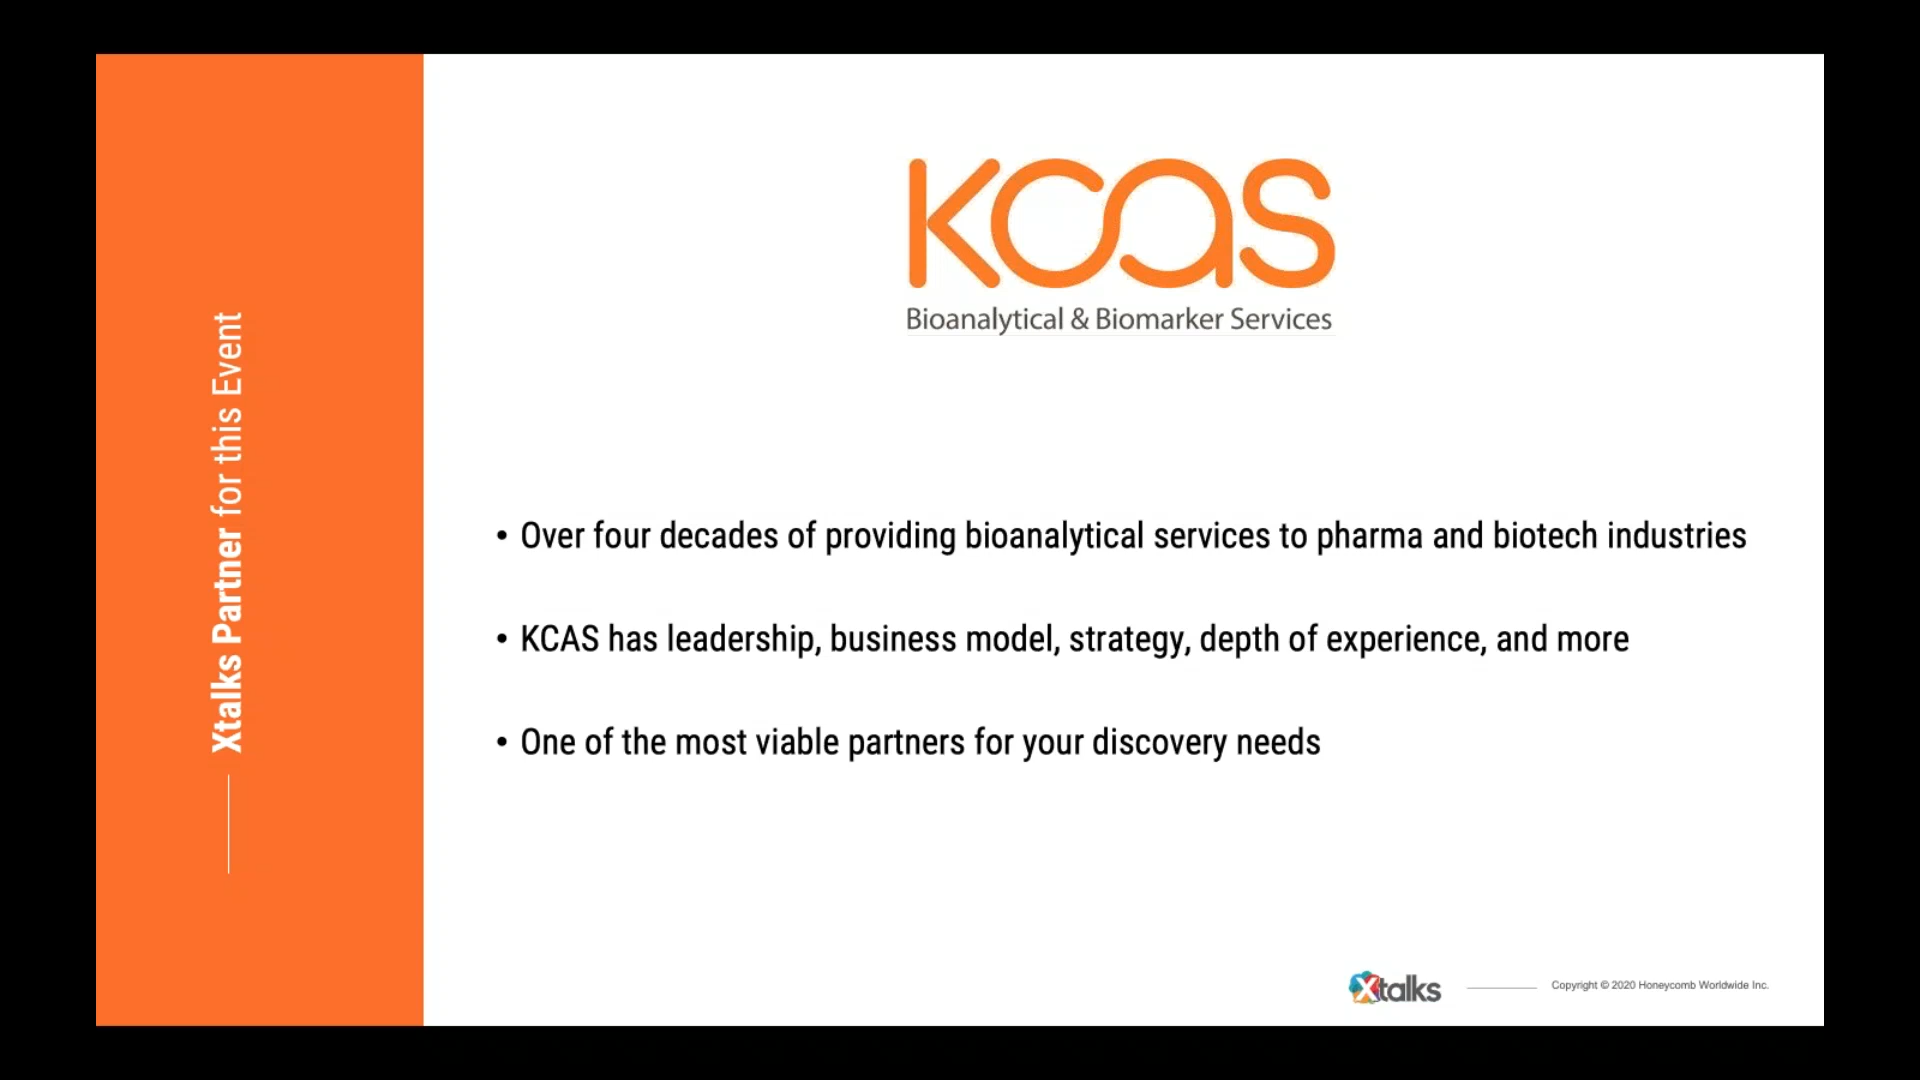 Xtalks Partner for this Event
kcas
Bioanalytical & Biomarker Services
• Over four decades of providing bioanalytical services to pharma and biotech industries
• KCAS has leadership, business model, strategy, depth of experience, and more
• One of the most viable partners for your discovery needs
Xtalks
Copyright © 2020 Honeycomb Worldwide Inc.